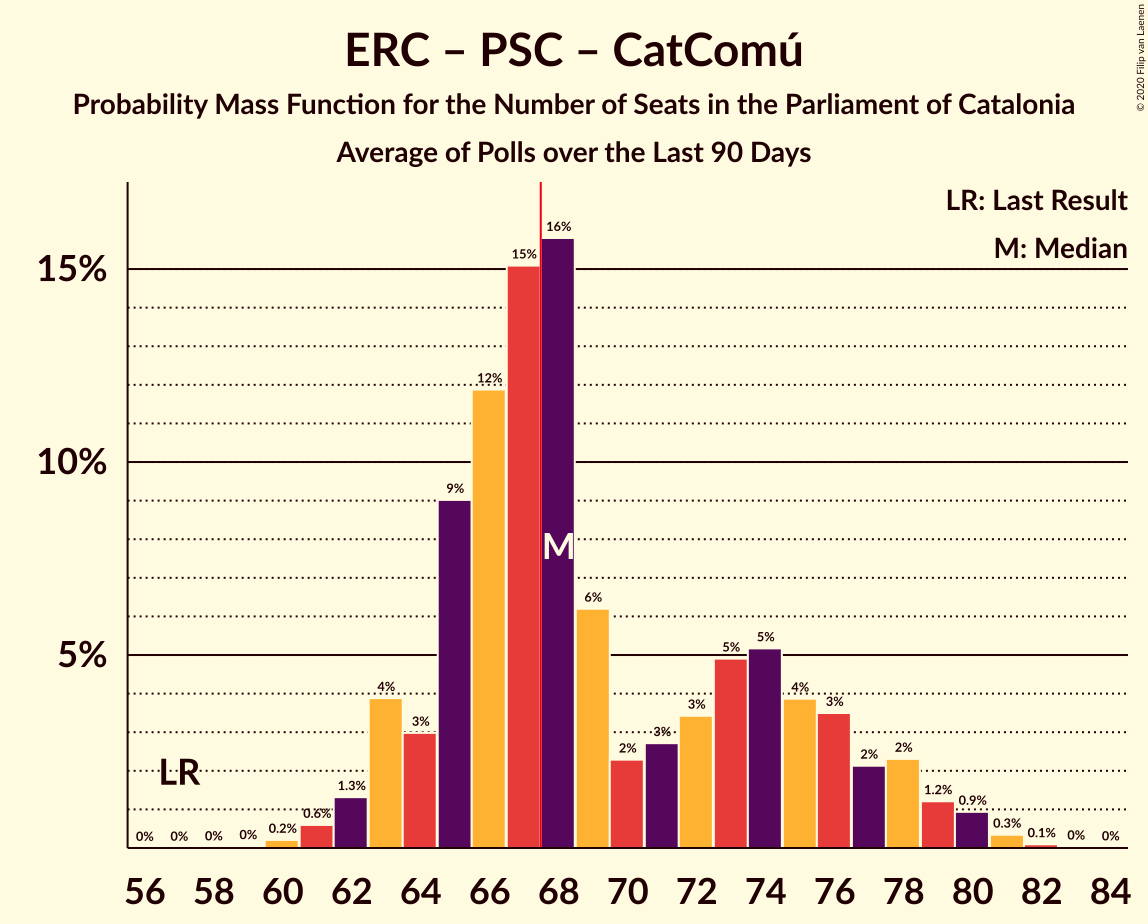 ERC – PSC – CatComú
Probability Mass Function for the Number of Seats in the Parliament of Catalonia
Average of Polls over the Last 90 Days
© 2020 Filip van Laenen
LR: Last Result
M: Median
15%
10%
5%
0% 0% 0% 0% 0.2% 0.6% 1.3% 4% 3% 9% 12% 15% 16% 6% 2% 3% 3% 5% 5% 4% 3% 2% 2% 1.2% 0.9% 0.3% 0.1% 0% 0%
LR
M
56 58 60 62 64 66 68 70 72 74 76 78 80 82 84